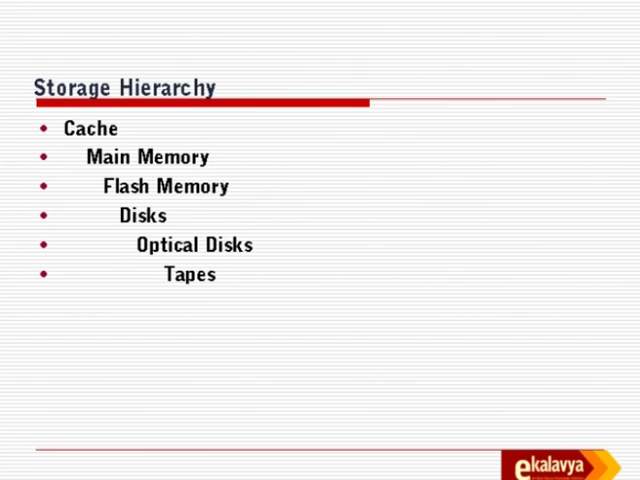 Storage Hierarchy
• Cache
• Main Memory
• Flash Memory
• Disks
• Optical Disks
• Tapes
ekalavya